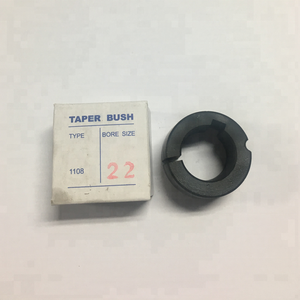 TAPER BUSH
TYPE BORE SIZE
1108 22